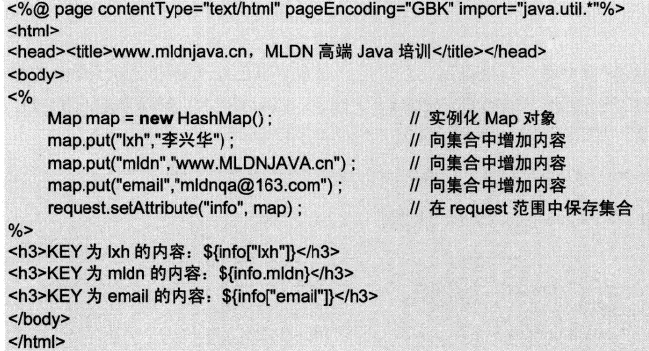 <%@ page contentType="text/html" pageEncoding="GBK" import="java.util.*"%>
<html>
<head><title>www.mldnjava.cn，MLDN 高端 Java 培训</title></head>
<body>
<%
    Map map = new HashMap() ; // 实例化 Map 对象
    map.put("lxh","李兴华") ; // 向集合中增加内容
    map.put("mldn","www.MLDNJAVA.cn") ; // 向集合中增加内容
    map.put("email","mldnqa@163.com") ; // 向集合中增加内容
    request.setAttribute("info", map) ; // 在 request 范围中保存集合
%>
<h3>KEY 为 lxh 的内容：${info["lxh"]}</h3>
<h3>KEY 为 mldn 的内容：${info.mldn}</h3>
<h3>KEY 为 email 的内容：${info["email"]}</h3>
</body>
</html>